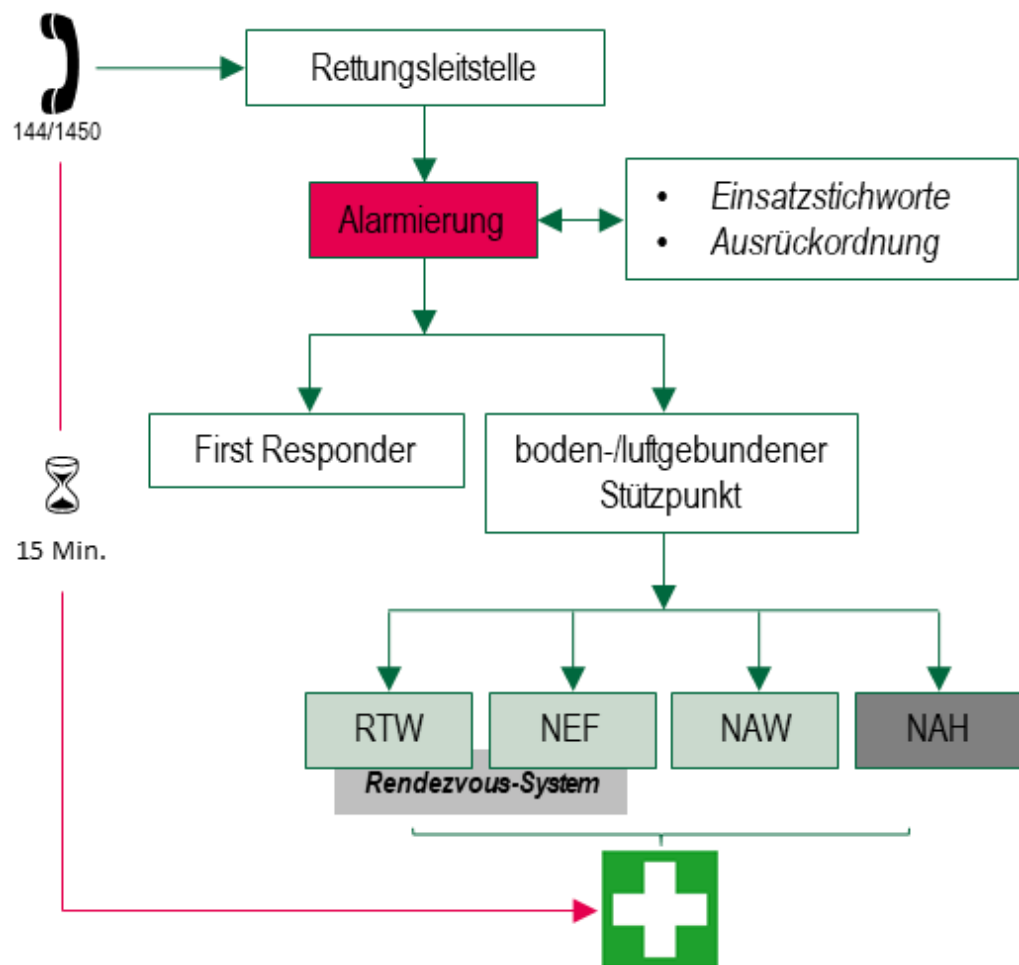 Rettungsleitstelle
144/1450
Alarmierung
• Einsatzstichworte
• Ausrückordnung
First Responder
boden-/luftgebundener
Stützpunkt
15 Min.
RTW
NEF
NAW
NAH
Rendezvous-System